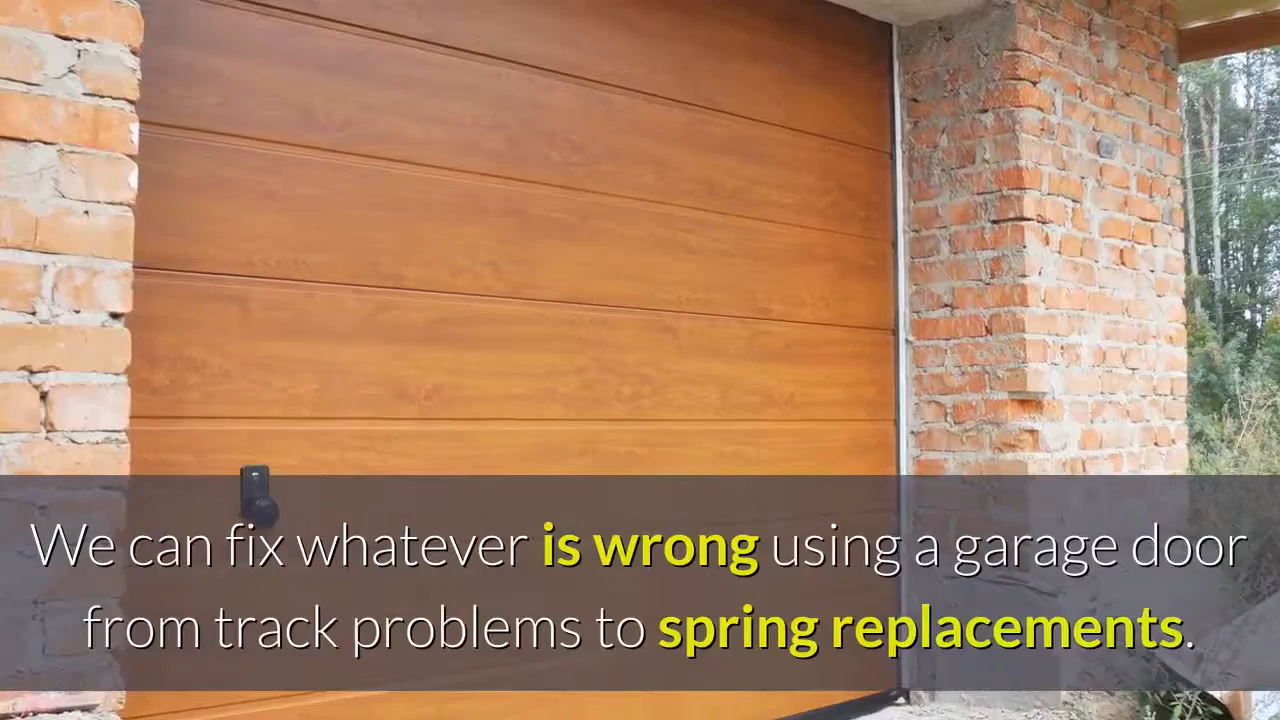 We can fix whatever is wrong using a garage door
from track problems to spring replacements.